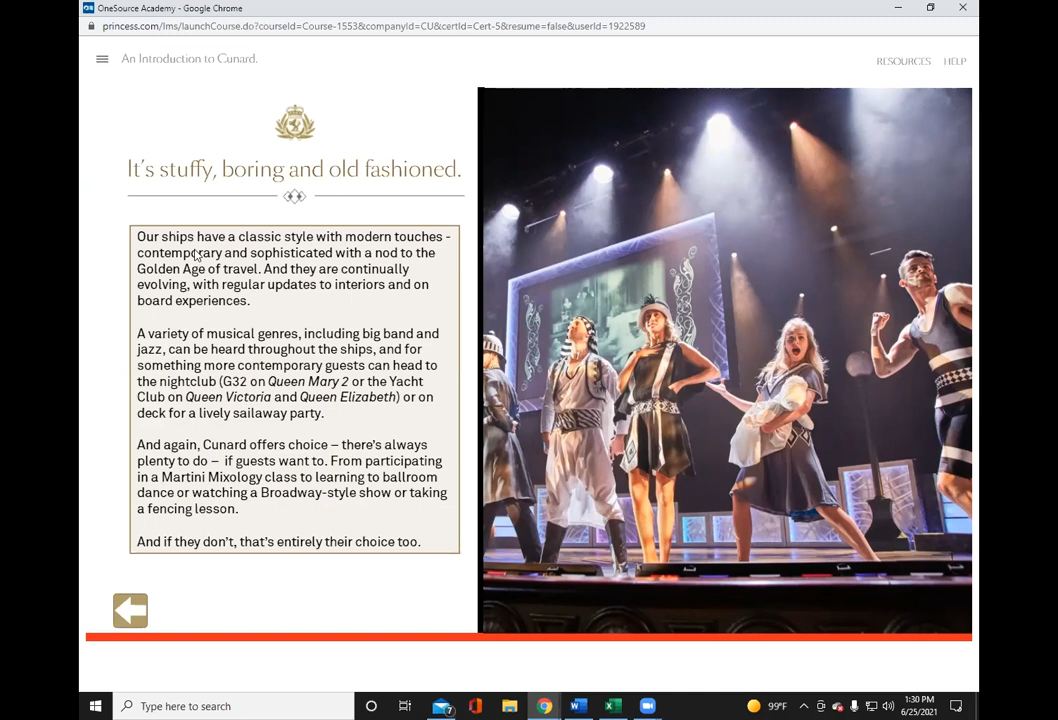 OneSource Academy - Google Chrome
princess.com/lms/launchCourse.do?courseId=Course-1553&companyId=CU&certId=Cert-5&resume=false&userId=1922589
An Introduction to Cunard.
RESOURCES HELP
It's stuffy, boring and old fashioned.
Our ships have a classic style with modern touches -
contemporary and sophisticated with a nod to the
Golden Age of travel. And they are continually
evolving, with regular updates to interiors and on
board experiences.
A variety of musical genres, including big band and
jazz, can be heard throughout the ships, and for
something more contemporary guests can head to
the nightclub (G32 on Queen Mary 2 or the Yacht
Club on Queen Victoria and Queen Elizabeth) or on
deck for a lively sailaway party.
And again, Cunard offers choice – there's always
plenty to do – if guests want to. From participating
in a Martini Mixology class to learning to ballroom
dance or watching a Broadway-style show or taking
a fencing lesson.
And if they don't, that's entirely their choice too.
Type here to search
7
99°F
1:30 PM
6/25/2021